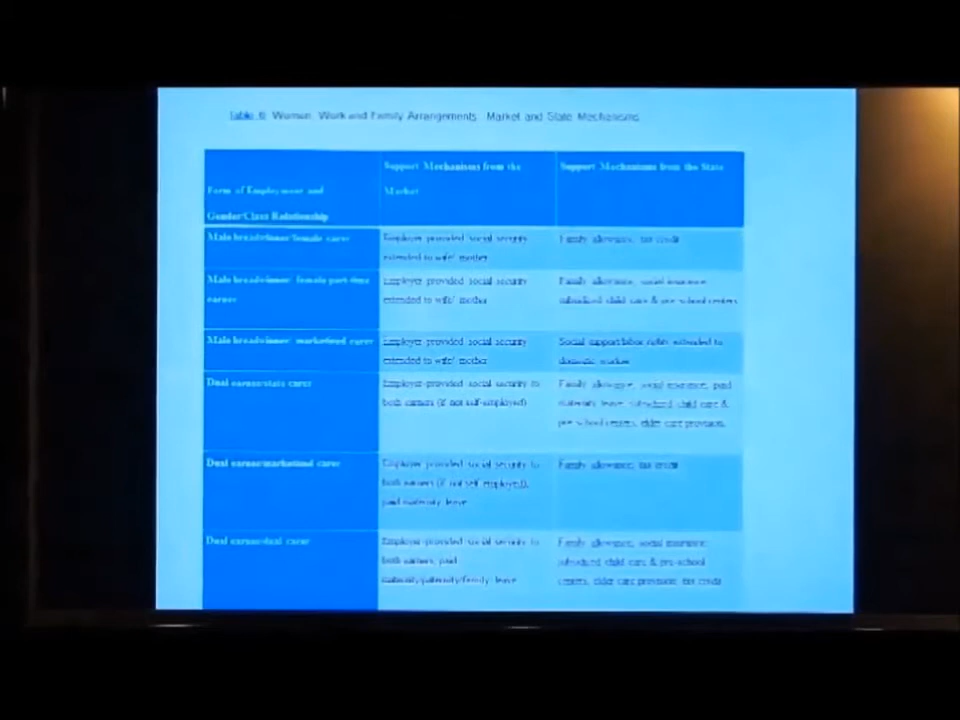 Table 6: Women, Work and Family Arrangements: Market and State Mechanisms
Form of Employment and
Gender/Class Relationship
Support Mechanisms from the
Market
Support Mechanisms from the State
Male breadwinner/female carer
Employer provided social security
extended to wife/ mother
Family allowance, tax credit
Male breadwinner/ female part-time
earner
Employer provided social security
extended to wife/ mother
Family allowance, social insurance
subsidized child care & pre-school centers
Male breadwinner/ marketized carer
Employer provided social security
extended to wife/ mother
Social support/labor rights extended to
domestic worker
Dual earner/state carer
Employer-provided social security to
both earners (if not self-employed)
Family allowance, social insurance, paid
maternity leave, subsidized child care &
pre-school centers, elder care provision,
Dual earner/marketized carer
Employer provided social security to
both earners (if not self employed),
paid maternity leave
Family allowance, tax credit
Dual earner/dual carer
Employer-provided social security to
both earners, paid
maternity/paternity/family leave
Family allowance, social insurance
subsidized child care & pre-school
centers, elder care provision, tax credit